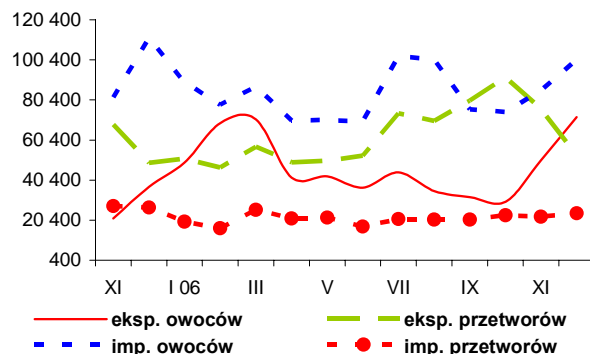 120 400
100 400
80 400
60 400
40 400
20 400
400
XI I 06 III V VII IX XI
eksp. owoców eksp. przetworów
imp. owoców imp. przetworów